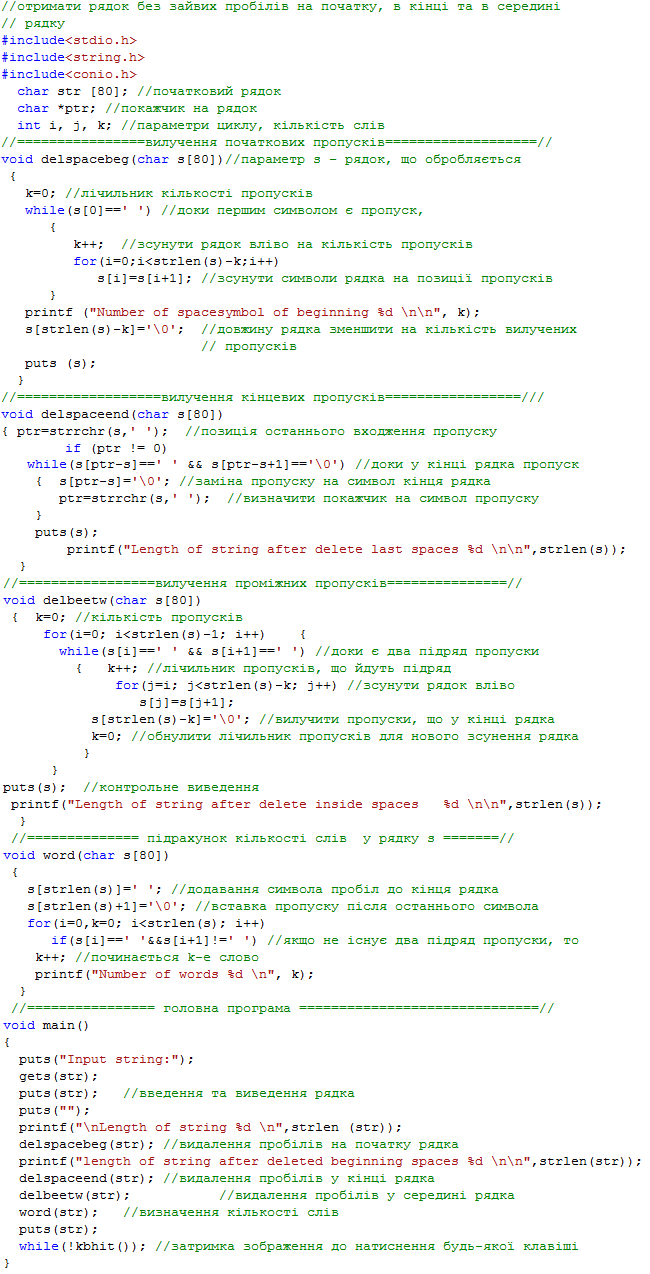 //отримати рядок без зайвих пробілів на початку, в кінці та в середині
// рядку
#include<stdio.h>
#include<string.h>
#include<conio.h>
char str [80]; //початковий рядок
char *ptr; //покажчик на рядок
int i, j, k; //параметри циклу, кількість слів
//================вилучення початкових пропусків===================//
void delspacebeg(char s[80])//параметр s – рядок, що обробляється
{
k=0; //лічильник кількості пропусків
while(s[0]==' ') //доки першим символом є пропуск,
{
k++; //зсунути рядок вліво на кількість пропусків
for(i=0;i<strlen(s)-k;i++)
s[i]=s[i+1]; //зсунути символи рядка на позиції пропусків
}
printf ("Number of spacesymbol of beginning %d \n\n", k);
s[strlen(s)-k]='\0'; //довжину рядка зменшити на кількість вилучених
// пропусків
puts (s);
}
//==================вилучення кінцевих пропусків=================///
void delspaceend(char s[80])
{ ptr=strrchr(s,' '); //позиція останнього входження пропуску
if (ptr != 0)
while(s[ptr-s]==' ' && s[ptr-s+1]=='\0') //доки у кінці рядка пропуск
{ s[ptr-s]='\0'; //заміна пропуску на символ кінця рядка
ptr=strrchr(s,' '); //визначити покажчик на символ пропуску
}
puts(s);
printf("Length of string after delete last spaces %d \n\n",strlen(s));
}
//=================вилучення проміжних пропусків===============//
void delbeetw(char s[80])
{ k=0; //кількість пропусків
for(i=0; i<strlen(s)-1; i++) {
while(s[i]==' ' && s[i+1]==' ') //доки є два підряд пропуски
{ k++; //лічильник пропусків, що йдуть підряд
for(j=i; j<strlen(s)-k; j++) //зсунути рядок вліво
s[j]=s[j+1];
s[strlen(s)-k]='\0'; //вилучити пропуски, що у кінці рядка
k=0; //обнулити лічильник пропусків для нового зсунення рядка
}
}
puts(s); //контрольне виведення
printf("Length of string after delete inside spaces   %d \n\n",strlen(s));
}
//============== підрахунок кількості слів  у рядку s =======//
void word(char s[80])
{
s[strlen(s)]=' '; //додавання символа пробіл до кінця рядка
s[strlen(s)+1]='\0'; //вставка пропуску після останнього символа
for(i=0,k=0; i<strlen(s); i++)
if(s[i]==' '&&s[i+1]!=' ') //якщо не існує два підряд пропуски, то
k++; //починається k-е слово
printf("Number of words %d \n", k);
}
//================ головна програма ==============================//
void main()
{
puts("Input string:");
gets(str);
puts(str); //введення та виведення рядка
puts("");
printf("\nLength of string %d \n",strlen (str));
delspacebeg(str); //видалення пробілів на початку рядка
printf("length of string after deleted beginning spaces %d \n\n",strlen(str));
delspaceend(str); //видалення пробілів у кінці рядка
delbeetw(str); //видалення пробілів у середині рядка
word(str); //визначення кількості слів
puts(str);
while(!kbhit()); //затримка зображення до натиснення будь-якої клавіші
}